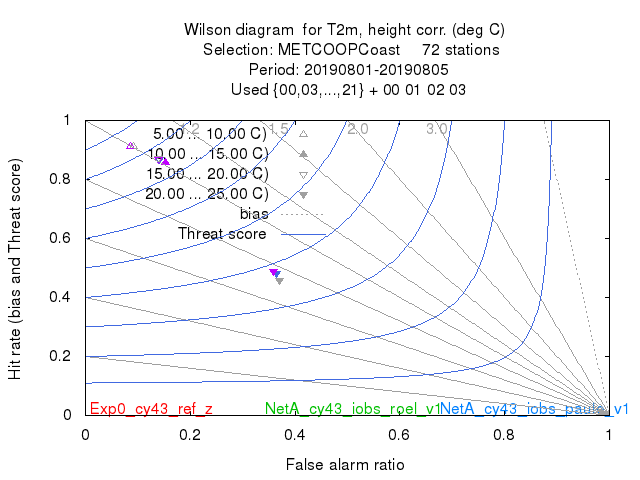 Wilson diagram for T2m, height corr. (deg C)
Selection: METCOOPCoast 72 stations
Period: 20190801-20190805
Used {00,03,...,21} + 00 01 02 03
Hit rate (bias and Threat score)
1
0.8
0.6
0.4
0.2
0
1.2 1.5 2.0 3.0
5.00 ... 10.00 C)
10.00 ... 15.00 C)
15.00 ... 20.00 C)
20.00 ... 25.00 C)
bias
Threat score
Exp0_cy43_ref_z NetA_cy43_iobs_roel_v1 NetA_cy43_iobs_paulo_v1
0 0.2 0.4 0.6 0.8 1
False alarm ratio